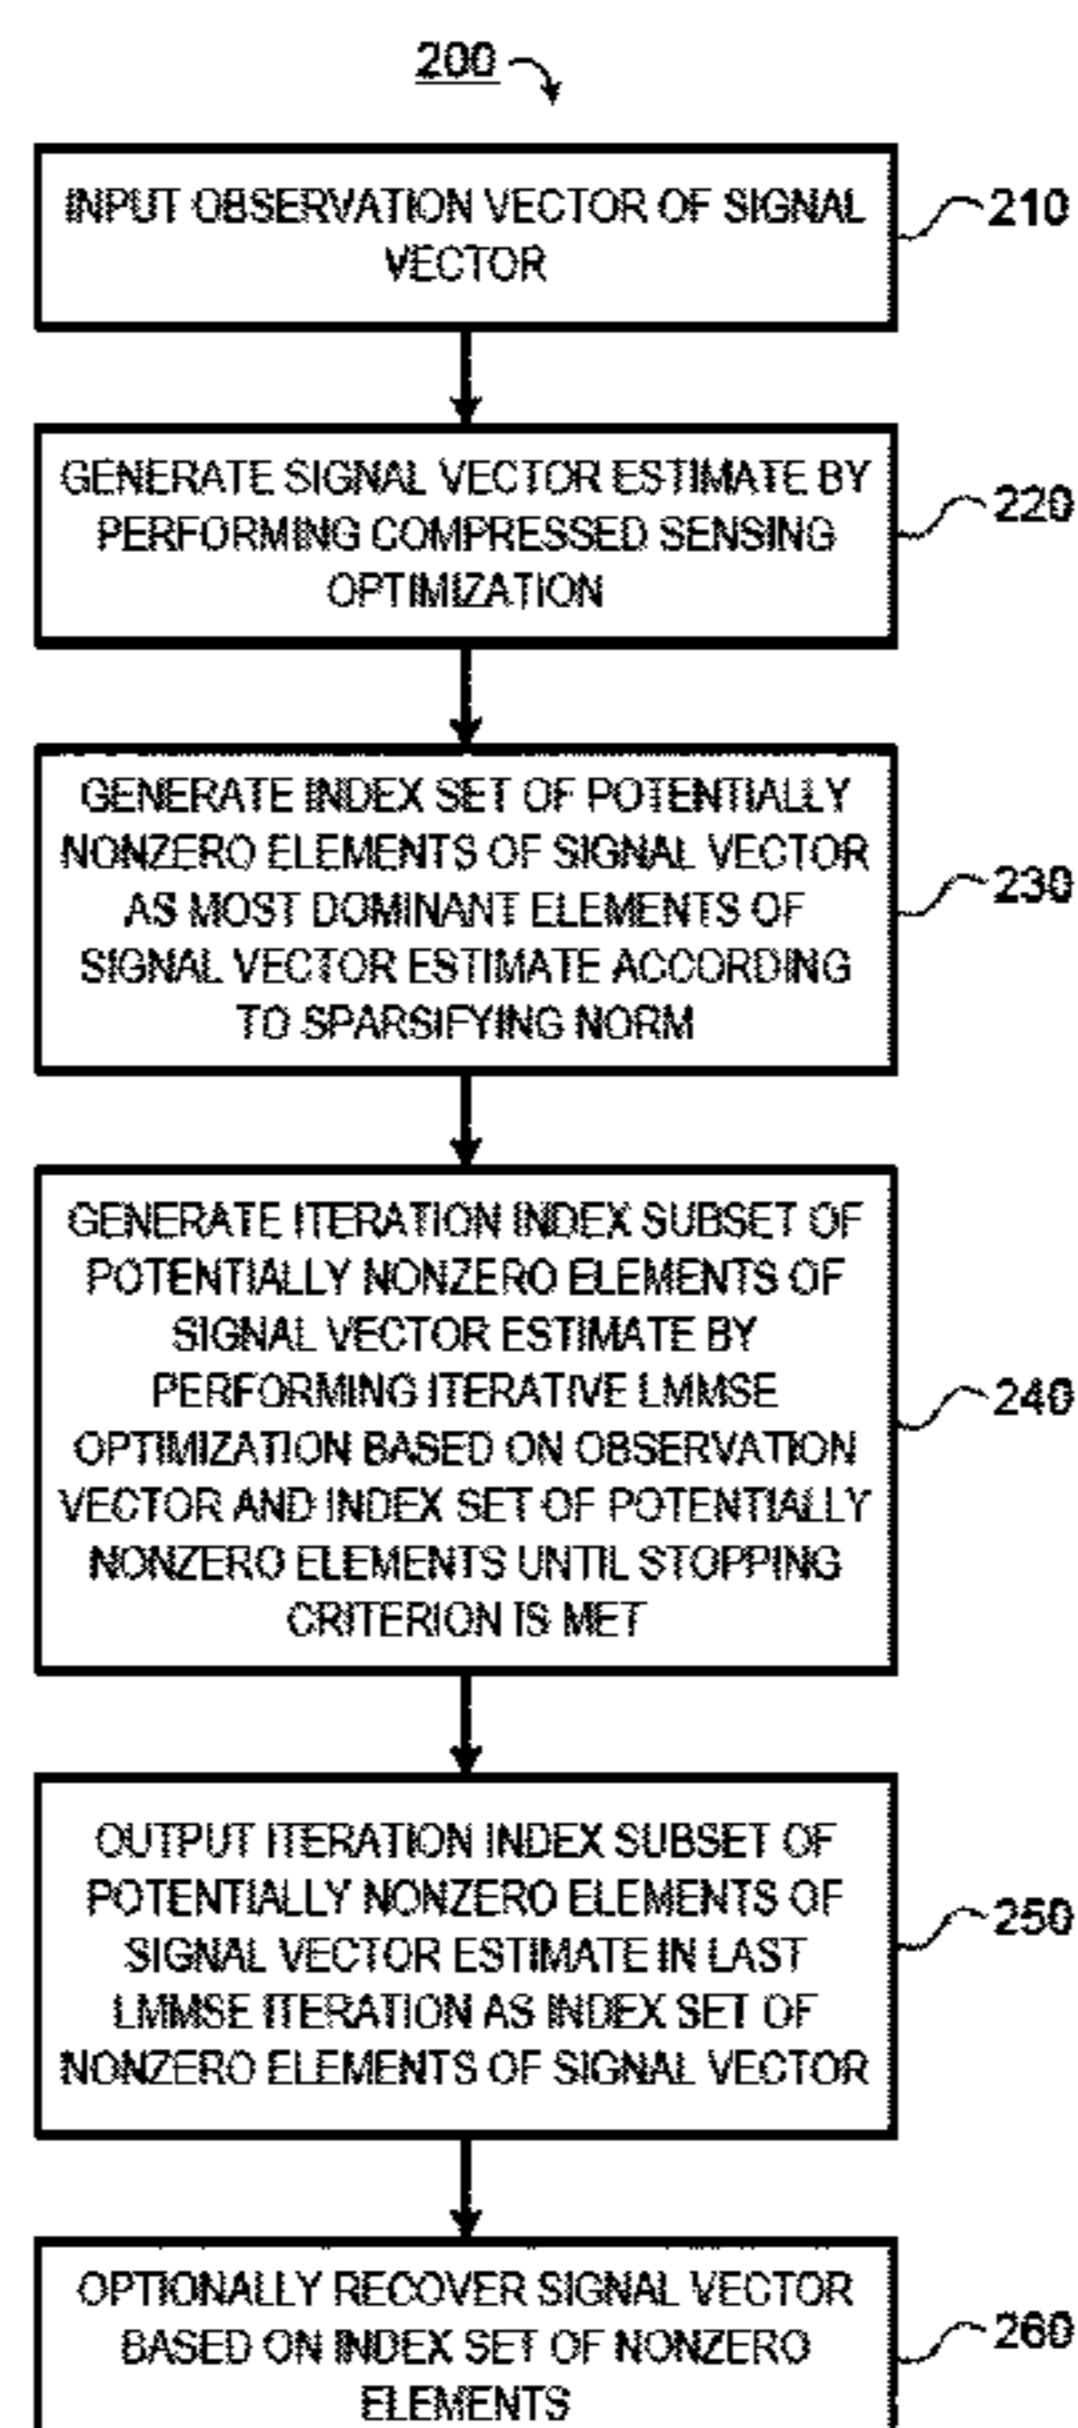 200
INPUT OBSERVATION VECTOR OF SIGNAL
VECTOR
210
GENERATE SIGNAL VECTOR ESTIMATE BY
PERFORMING COMPRESSED SENSING
OPTIMIZATION
220
GENERATE INDEX SET OF POTENTIALLY
NONZERO ELEMENTS OF SIGNAL VECTOR
AS MOST DOMINANT ELEMENTS OF
SIGNAL VECTOR ESTIMATE ACCORDING
TO SPARSIFYING NORM
230
GENERATE ITERATION INDEX SUBSET OF
POTENTIALLY NONZERO ELEMENTS OF
SIGNAL VECTOR ESTIMATE BY
PERFORMING ITERATIVE LMMSE
OPTIMIZATION BASED ON OBSERVATION
VECTOR AND INDEX SET OF POTENTIALLY
NONZERO ELEMENTS UNTIL STOPPING
CRITERION IS MET
240
OUTPUT ITERATION INDEX SUBSET OF
POTENTIALLY NONZERO ELEMENTS OF
SIGNAL VECTOR ESTIMATE IN LAST
LMMSE ITERATION AS INDEX SET OF
NONZERO ELEMENTS OF SIGNAL VECTOR
250
OPTIONALLY RECOVER SIGNAL VECTOR
BASED ON INDEX SET OF NONZERO
ELEMENTS
260